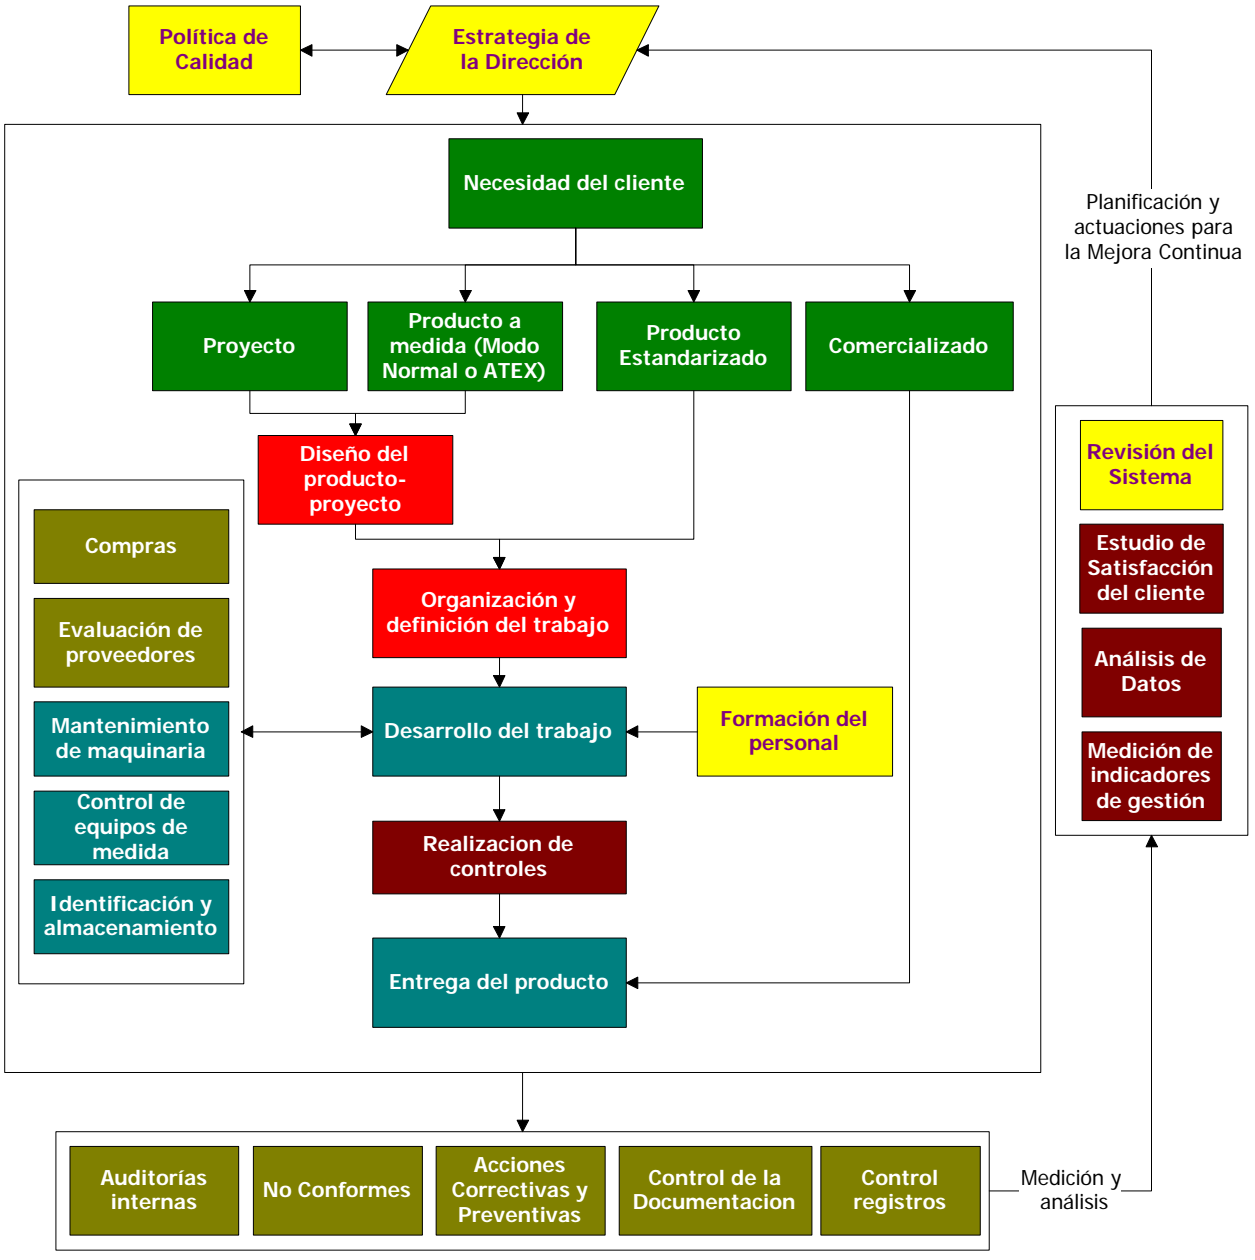 Política de
Calidad
Estrategia de
la Dirección
Necesidad del cliente
Planificación y
actuaciones para
la Mejora Continua
Proyecto
Producto a
medida (Modo
Normal o ATEX)
Producto
Estandarizado
Comercializado
Diseño del
producto-
proyecto
Revisión del
Sistema
Compras
Estudio de
Satisfacción
del cliente
Organización y
definición del trabajo
Evaluación de
proveedores
Análisis de
Datos
Mantenimiento
de maquinaria
Desarrollo del trabajo
Formación del
personal
Medición de
indicadores
de gestión
Control de
equipos de
medida
Realizacion de
controles
Identificación y
almacenamiento
Entrega del producto
Auditorías
internas
No Conformes
Acciones
Correctivas y
Preventivas
Control de la
Documentacion
Control
registros
Medición y
análisis